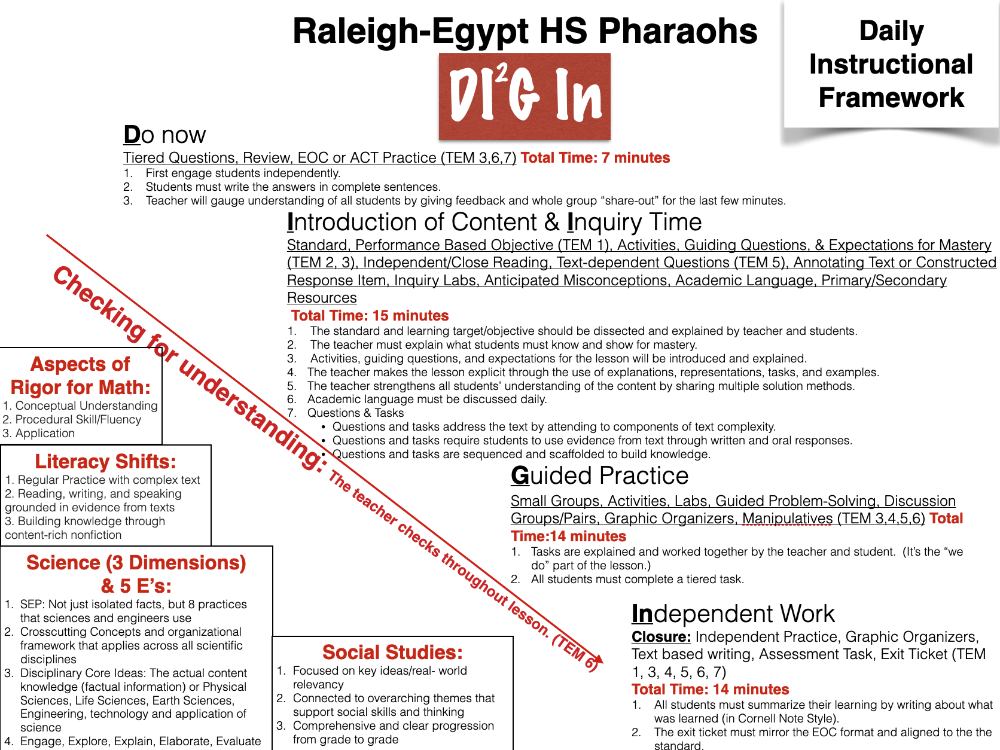 Raleigh-Egypt HS Pharaohs
DI²G In
Daily
Instructional
Framework
Do now
Tiered Questions, Review, EOC or ACT Practice (TEM 3,6,7) Total Time: 7 minutes
1. First engage students independently.
2. Students must write the answers in complete sentences.
3. Teacher will gauge understanding of all students by giving feedback and whole group “share-out” for the last few minutes.
Introduction of Content & Inquiry Time
Standard, Performance Based Objective (TEM 1), Activities, Guiding Questions, & Expectations for Mastery
(TEM 2, 3), Independent/Close Reading, Text-dependent Questions (TEM 5), Annotating Text or Constructed
Response Item, Inquiry Labs, Anticipated Misconceptions, Academic Language, Primary/Secondary
Resources
Total Time: 15 minutes
1. The standard and learning target/objective should be dissected and explained by teacher and students.
2. The teacher must explain what students must know and show for mastery.
3. Activities, guiding questions, and expectations for the lesson will be introduced and explained.
4. The teacher makes the lesson explicit through the use of explanations, representations, tasks, and examples.
5. The teacher strengthens all students’ understanding of the content by sharing multiple solution methods.
6. Academic language must be discussed daily.
7. Questions & Tasks
• Questions and tasks address the text by attending to components of text complexity.
• Questions and tasks require students to use evidence from text through written and oral responses.
• Questions and tasks are sequenced and scaffolded to build knowledge.
Checking for understanding: The teacher checks throughout lesson. (TEM 6)
Guided Practice
Small Groups, Activities, Labs, Guided Problem-Solving, Discussion
Groups/Pairs, Graphic Organizers, Manipulatives (TEM 3,4,5,6) Total
Time:14 minutes
1. Tasks are explained and worked together by the teacher and student. (It’s the “we
do” part of the lesson.)
2. All students must complete a tiered task.
Independent Work
Closure: Independent Practice, Graphic Organizers,
Text based writing, Assessment Task, Exit Ticket (TEM
1, 3, 4, 5, 6, 7)
Total Time: 14 minutes
1. All students must summarize their learning by writing about what
was learned (in Cornell Note Style).
2. The exit ticket must mirror the EOC format and aligned to the the
standard.
Aspects of
Rigor for Math:
1. Conceptual Understanding
2. Procedural Skill/Fluency
3. Application
Literacy Shifts:
1. Regular Practice with complex text
2. Reading, writing, and speaking
grounded in evidence from texts
3. Building knowledge through
content-rich nonfiction
Science (3 Dimensions)
& 5 E’s:
1. SEP: Not just isolated facts, but 8 practices
that sciences and engineers use
2. Crosscutting Concepts and organizational
framework that applies across all scientific
disciplines
3. Disciplinary Core Ideas: The actual content
knowledge (factual information) or Physical
Sciences, Life Sciences, Earth Sciences,
Engineering, technology and application of
science
4. Engage, Explore, Explain, Elaborate, Evaluate
Social Studies:
1. Focused on key ideas/real- world
relevancy
2. Connected to overarching themes that
support social skills and thinking
3. Comprehensive and clear progression
from grade to grade